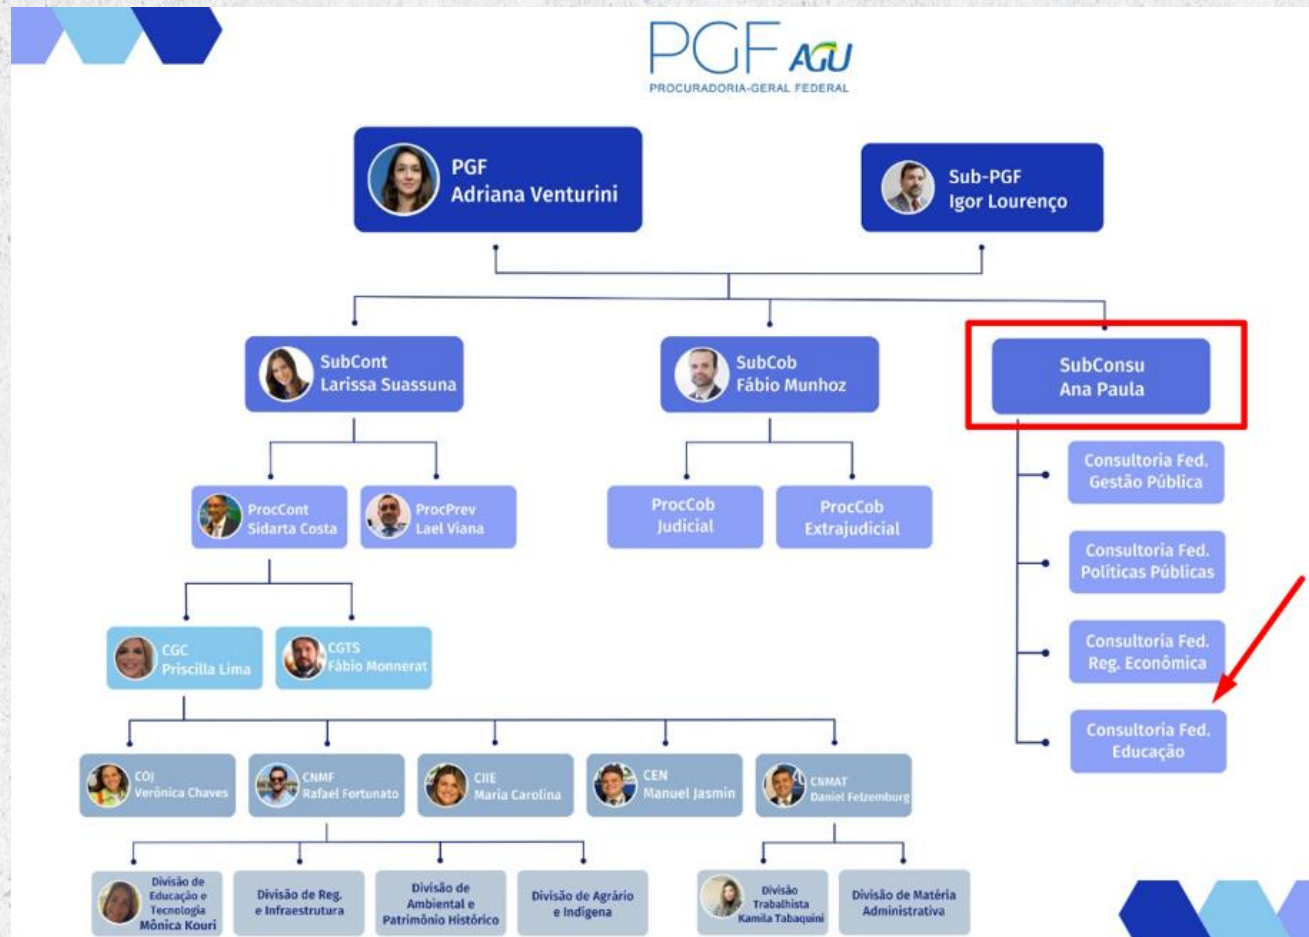 PGF AGU
PROCURADORIA-GERAL FEDERAL
PGF
Adriana Venturini
Sub-PGF
Igor Lourenço
SubCont
Larissa Suassuna
SubCob
Fábio Munhoz
SubConsu
Ana Paula
ProcCont
Sidarta Costa
ProcPrev
Lael Viana
ProcCob
Judicial
ProcCob
Extrajudicial
Consultoria Fed.
Gestão Pública
Consultoria Fed.
Políticas Públicas
Consultoria Fed.
Reg. Econômica
Consultoria Fed.
Educação
CGC
Priscilla Lima
CGTS
Fábio Monnerat
COJ
Verônica Chaves
CNMF
Rafael Fortunato
CIIE
Maria Carolina
CEN
Manuel Jasmin
CNMAT
Daniel Felzemburg
Divisão de
Educação e
Tecnologia
Mônica Kouri
Divisão de Reg.
e Infraestrutura
Divisão de
Ambiental e
Patrimônio Histórico
Divisão de Agrário
e Indígena
Divisão
Trabalhista
Kamila Tabaquini
Divisão de Matéria
Administrativa